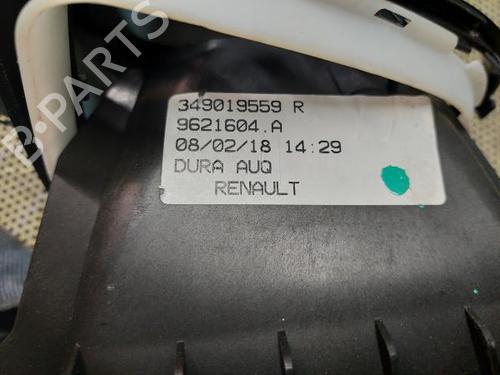 349019559 R
9621604.A
08/02/18 14:29
DURA AUQ
RENAULT
B-PARTS